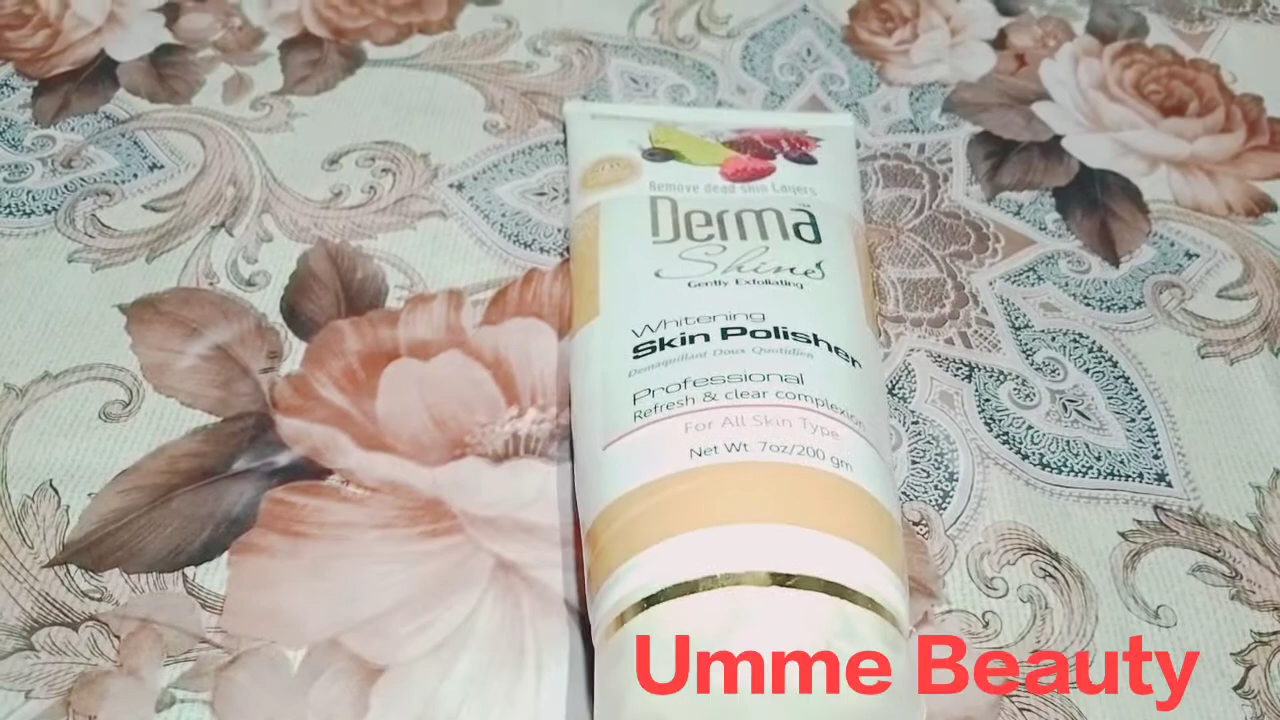 Remove dead skin Layers
Derma™
Shine
Gently Exfoliating
Whitening
Skin Polisher
Demaquillant Doux Quotidien
Professional
Refresh & clear complexion
For All Skin Type
Net Wt. 7oz/200 gm
Umme Beauty